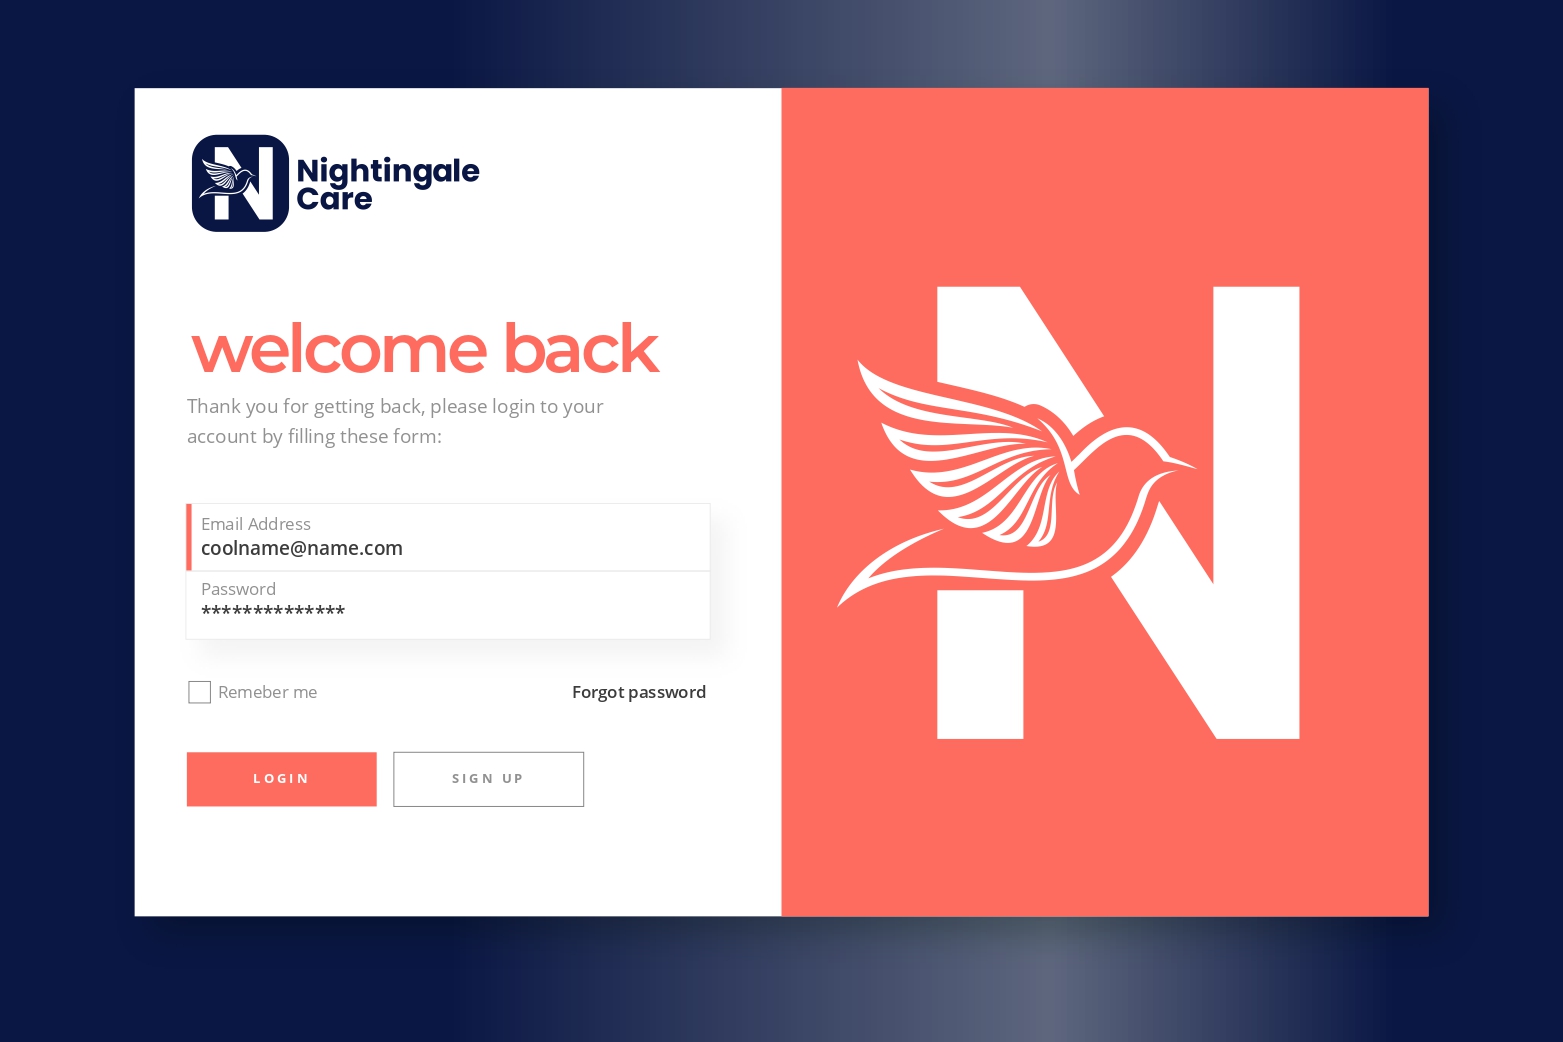 Nightingale
Care
welcome back
Thank you for getting back, please login to your
account by filling these form:
Email Address
coolname@name.com
Password
**************
Remeber me
Forgot password
LOGIN
SIGN UP